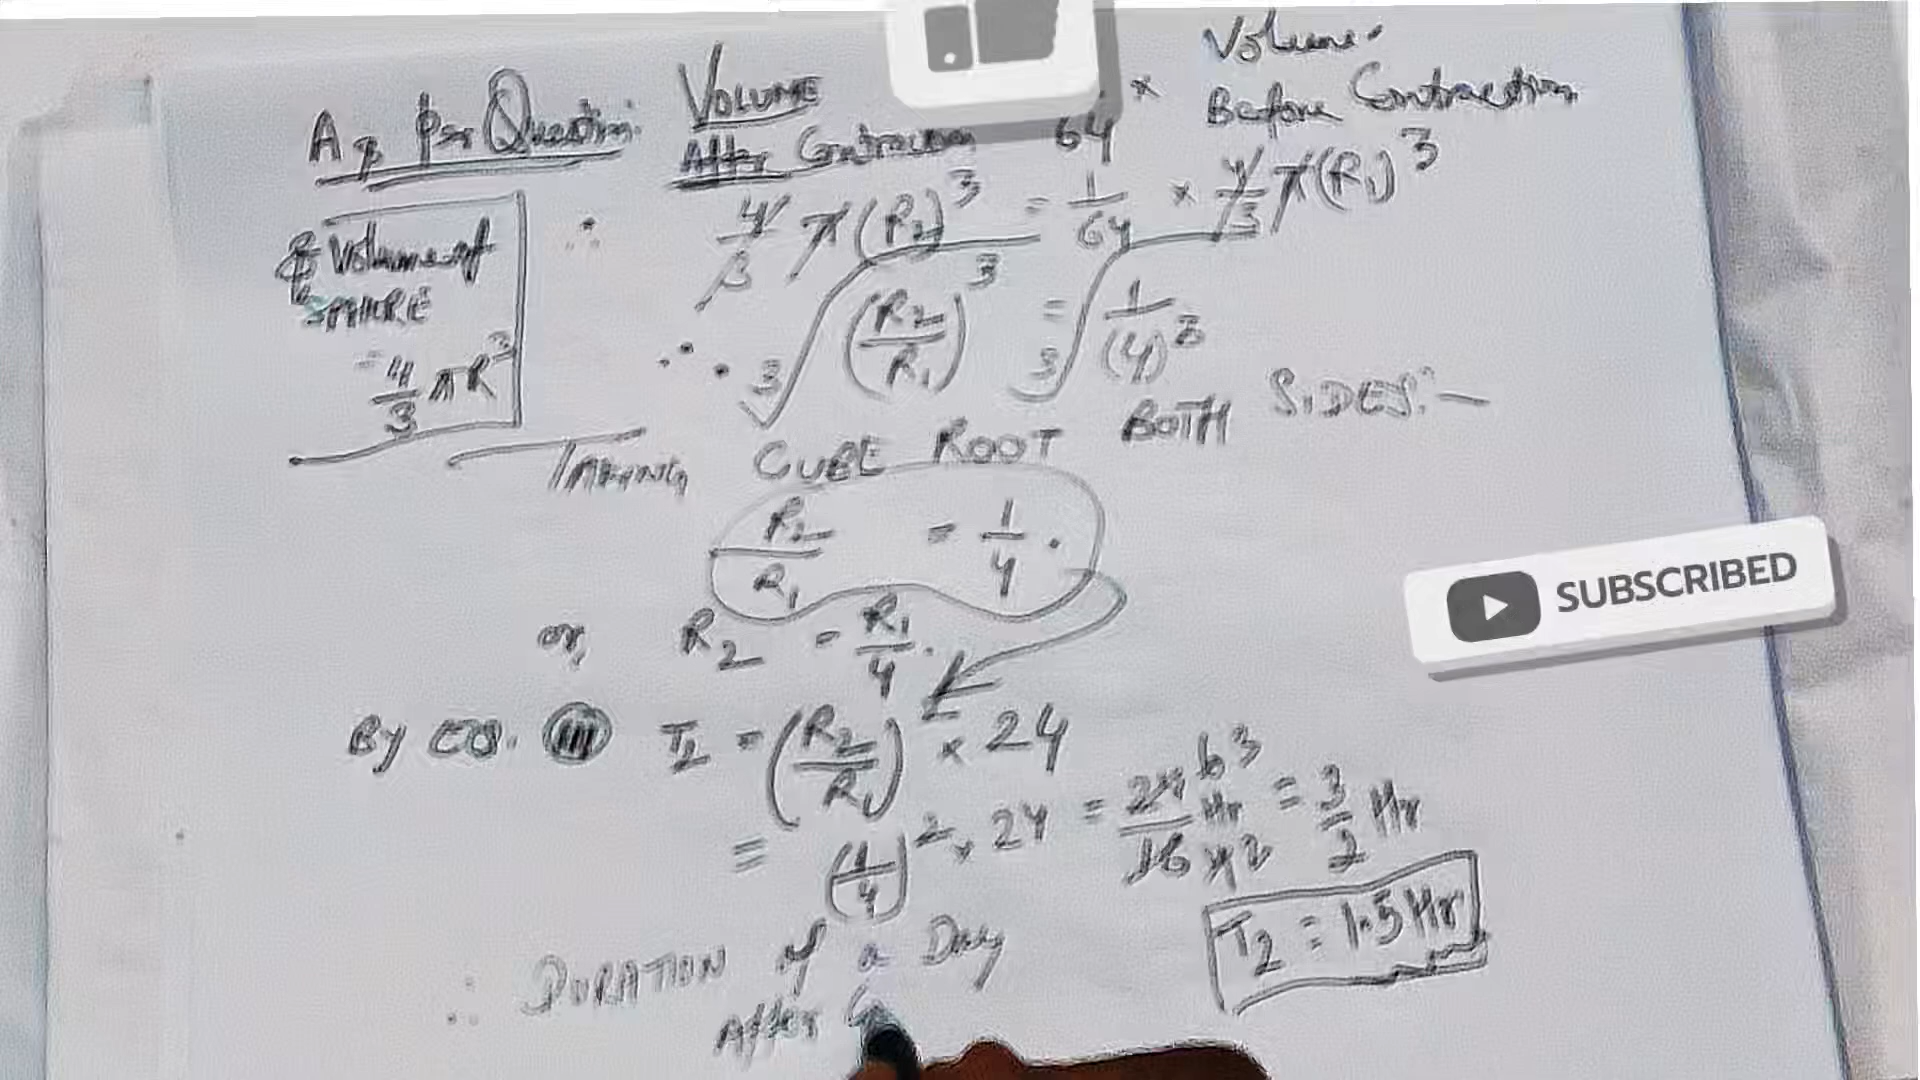 As per Question: VOLUME After Contraction 64 × Volume Before Contraction
∴ 4/3 π (R2)^3 = 1/64 × 4/3 π (R1)^3
Volume of SPHERE = 4/3 πR^3
∴ ∛(R2/R1)^3 = ∛1/(4)^3
TAKING CUBE ROOT BOTH SIDES:-
R2/R1 = 1/4.
or, R2 = R1/4.
By EQ. (III) T2 = (R2/R1)^2 × 24
= (1/4)^2 × 24 = 24/16 Hr = 3/2 Hr
T2 = 1.5 Hr
∴ DURATION of a Day
After
SUBSCRIBED